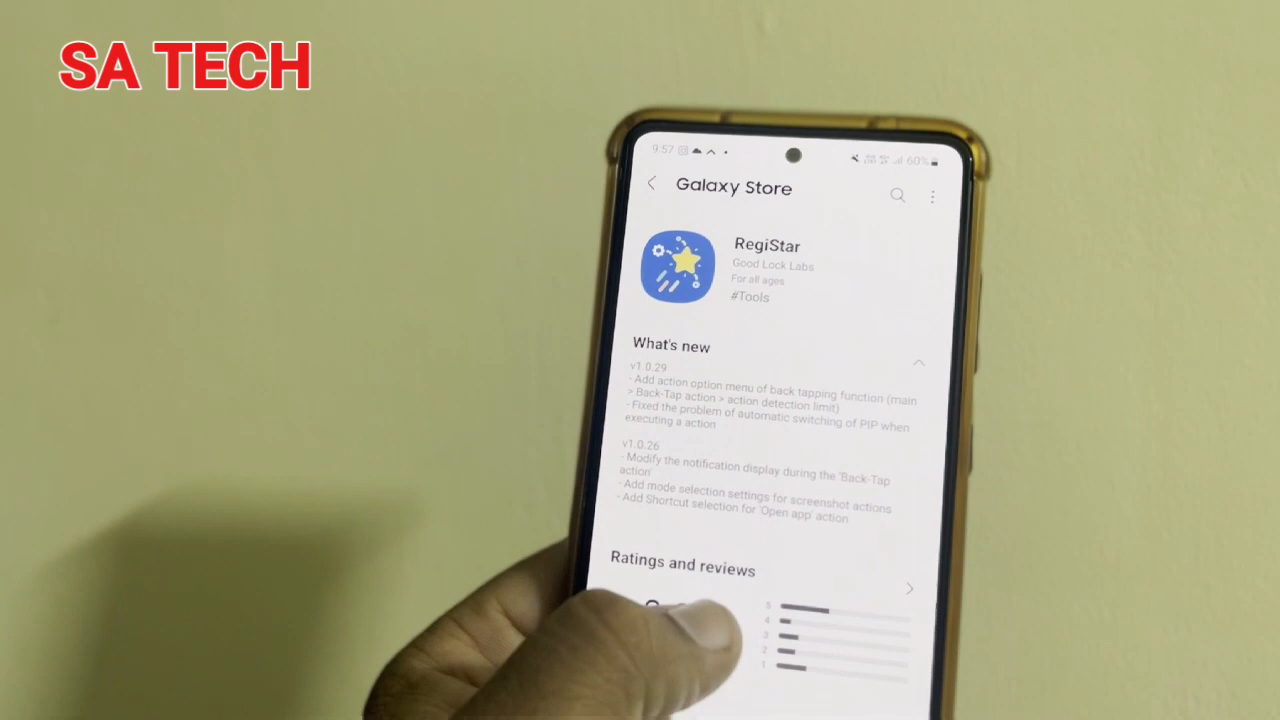 SA TECH
9:57
60%
Galaxy Store
RegiStar
Good Lock Labs
For all ages
#Tools
What's new
v1.0.29
- Add action option menu of back tapping function (main
> Back-Tap action > action detection limit)
- Fixed the problem of automatic switching of PIP when
executing a action
v1.0.26
- Modify the notification display during the 'Back-Tap
action'
- Add mode selection settings for screenshot actions
- Add Shortcut selection for 'Open app' action
Ratings and reviews
5
4
3
2
1